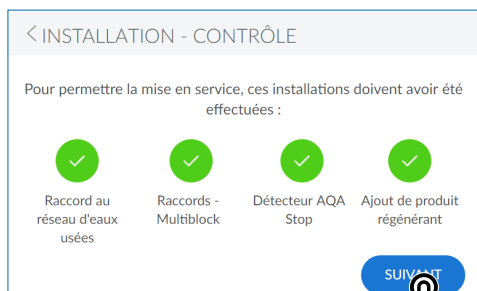 < INSTALLATION - CONTRÔLE
Pour permettre la mise en service, ces installations doivent avoir été
effectuées :
Raccord au
réseau d'eaux
usées
Raccords -
Multiblock
Détecteur AQA
Stop
Ajout de produit
régénérant
SUIVANT